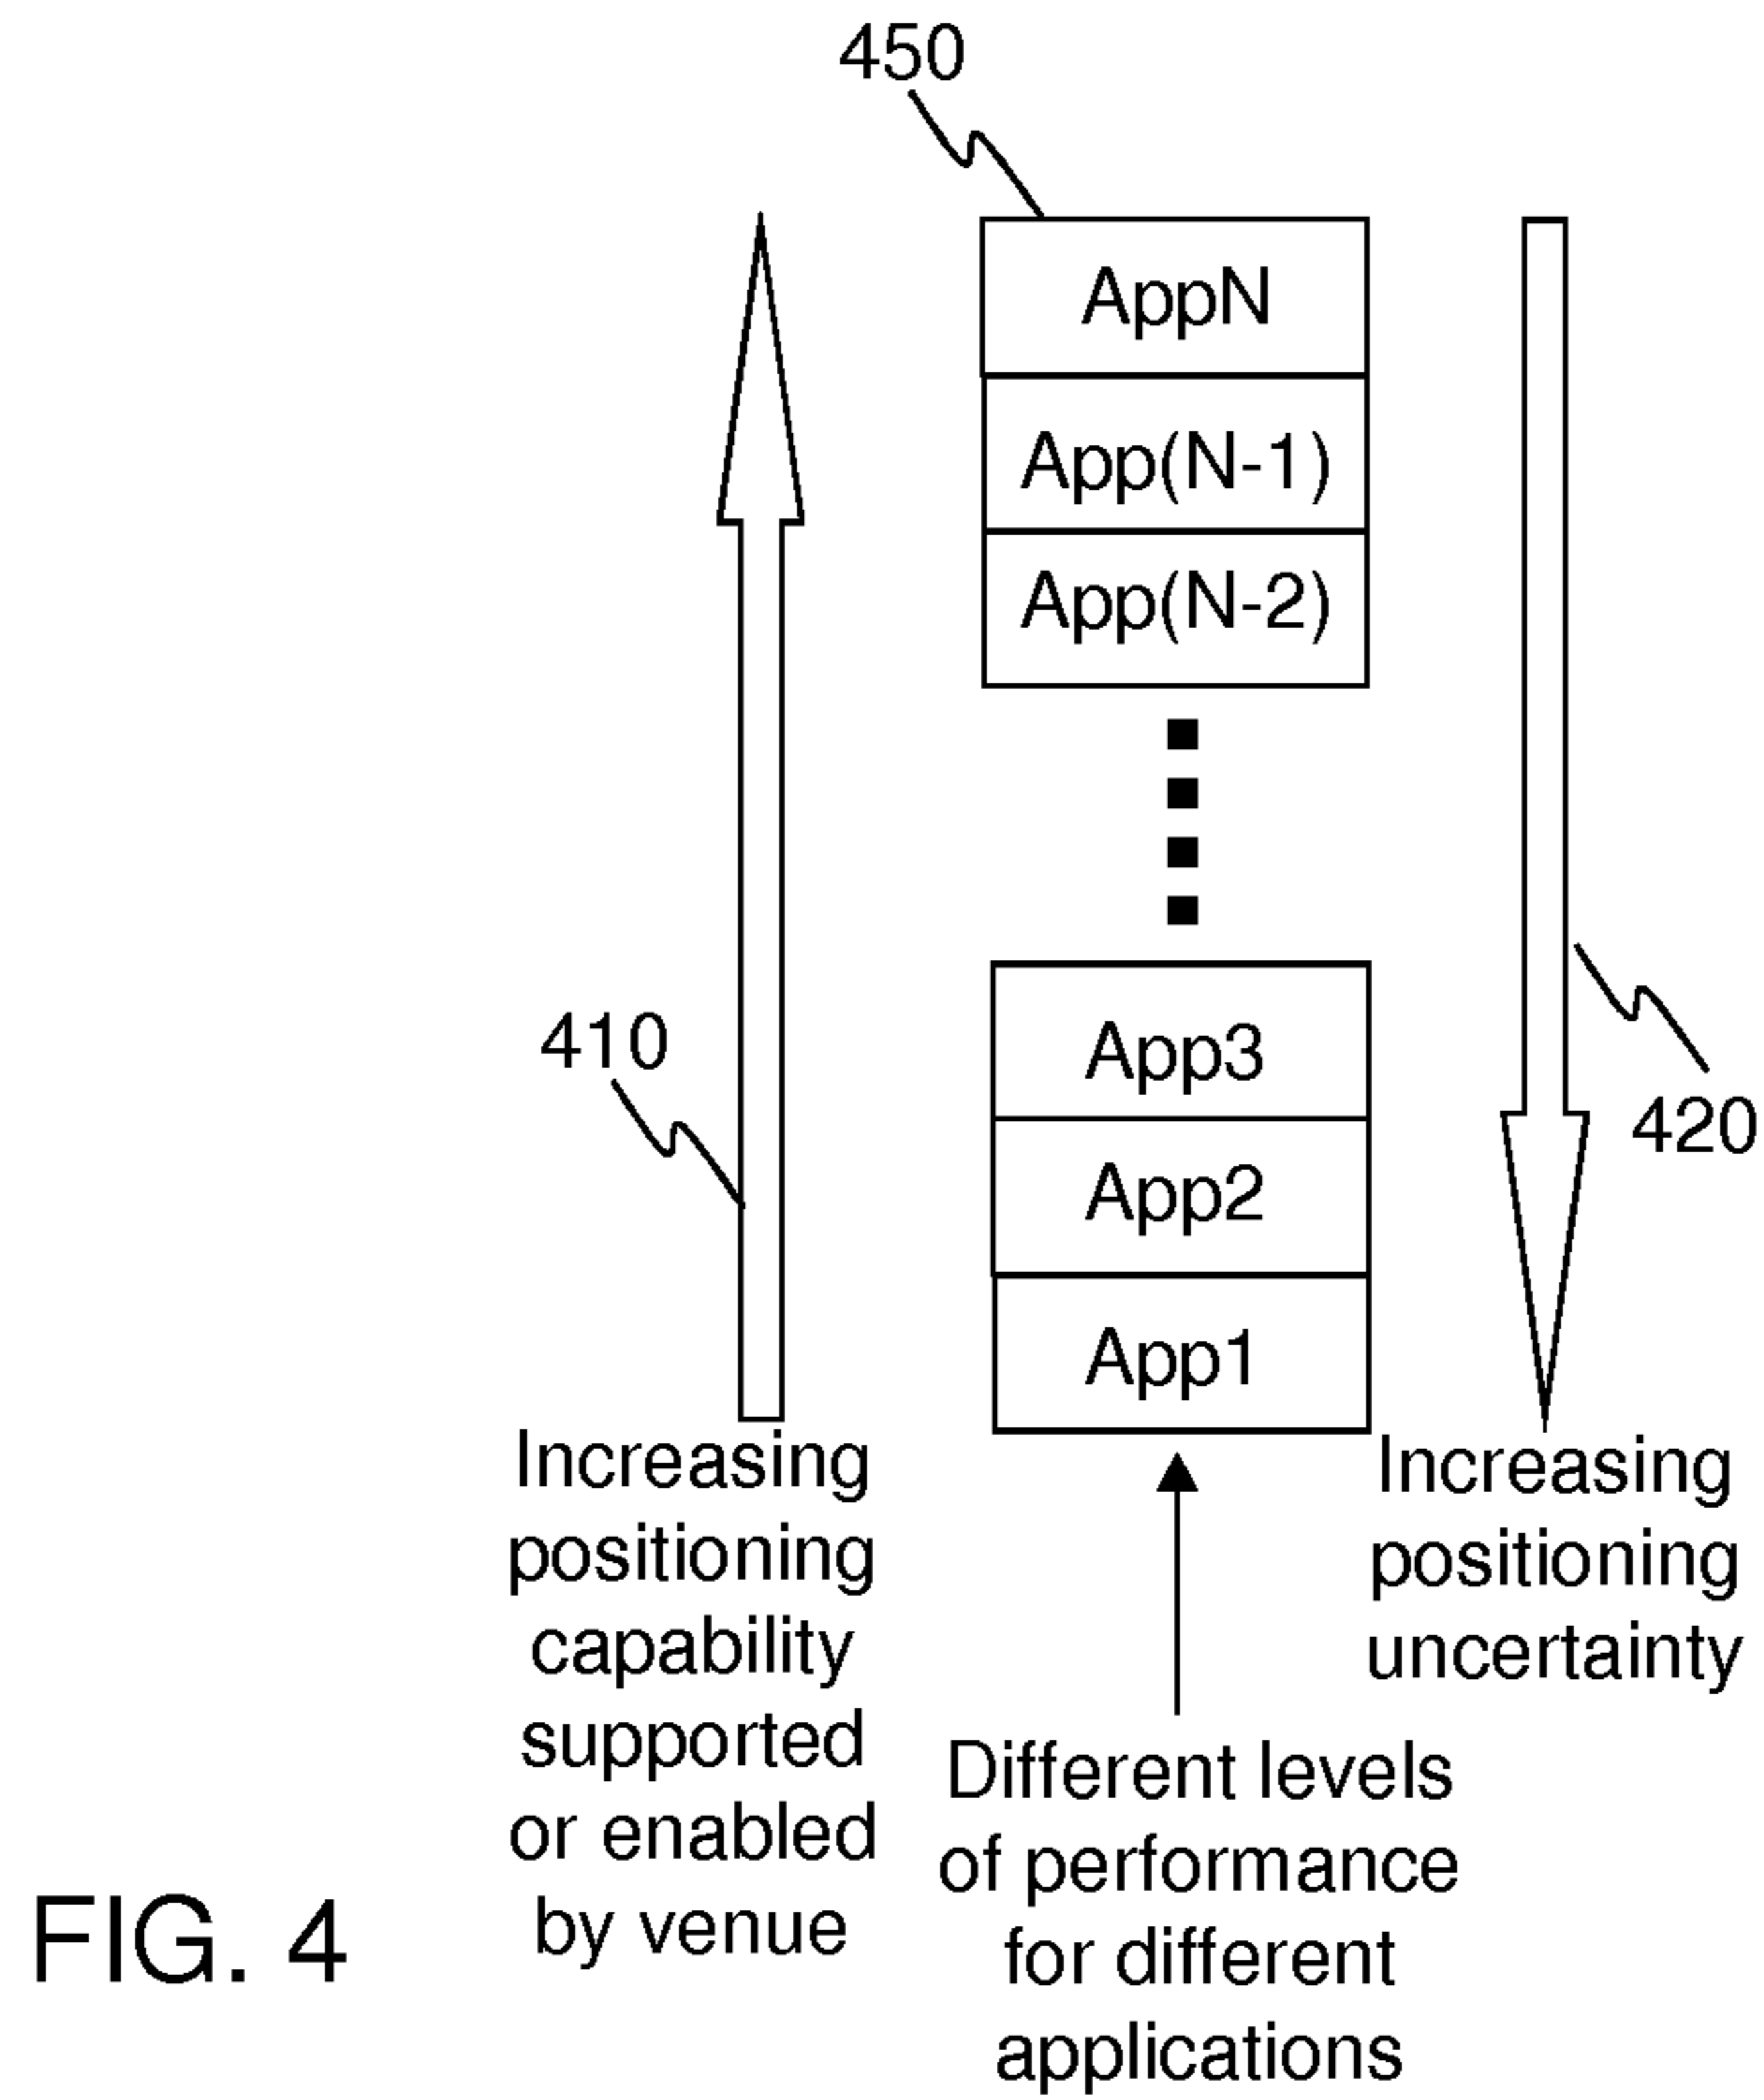 450
AppN
App(N-1)
App(N-2)
App3
410
App2
420
App1
Increasing
positioning
capability
supported
or enabled
by venue
Increasing
positioning
uncertainty
Different levels
of performance
for different
applications
FIG. 4